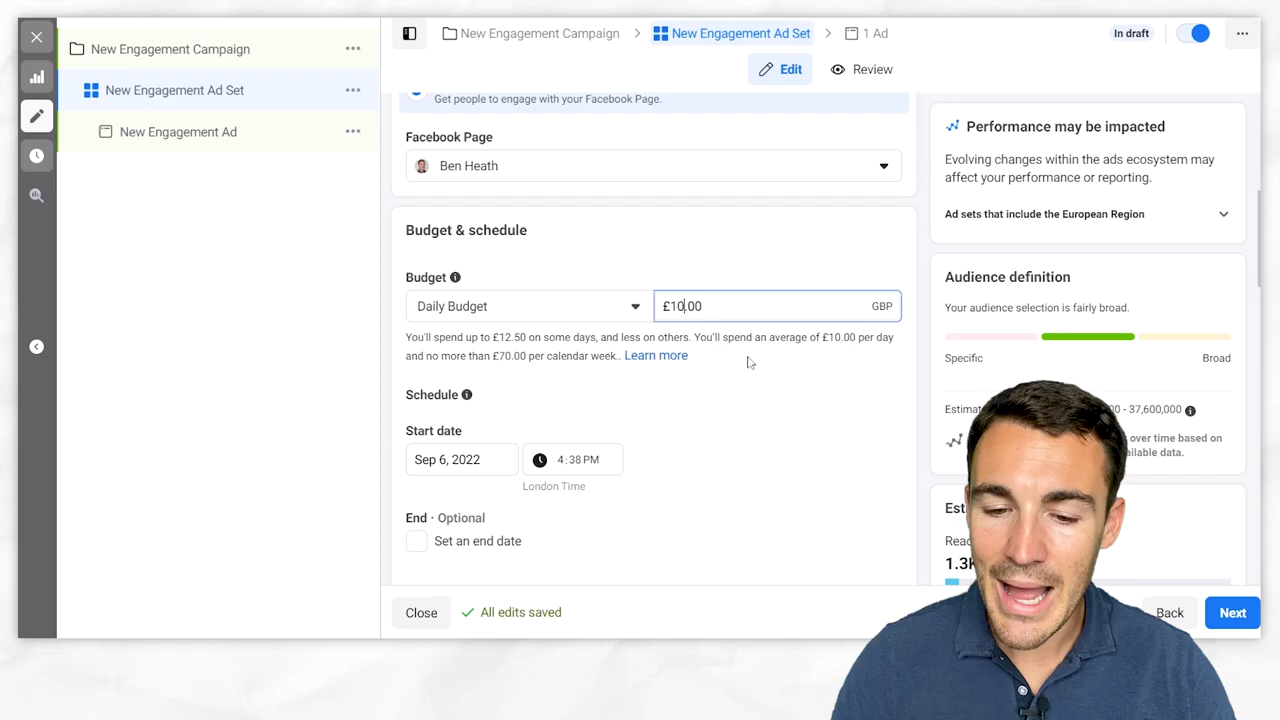 New Engagement Campaign
New Engagement Ad Set
New Engagement Ad
New Engagement Campaign
New Engagement Ad Set
1 Ad
In draft
Edit
Review
Get people to engage with your Facebook Page.
Facebook Page
Ben Heath
Budget & schedule
Budget
Daily Budget
£10.00
GBP
You'll spend up to £12.50 on some days, and less on others. You'll spend an average of £10.00 per day
and no more than £70.00 per calendar week.. Learn more
Schedule
Start date
Sep 6, 2022
4:38 PM
London Time
End · Optional
Set an end date
Close
All edits saved
Back
Next
Performance may be impacted
Evolving changes within the ads ecosystem may
affect your performance or reporting.
Ad sets that include the European Region
Audience definition
Your audience selection is fairly broad.
Specific
Broad
00 - 37,600,000
over time based on
ailable data.
1.3K